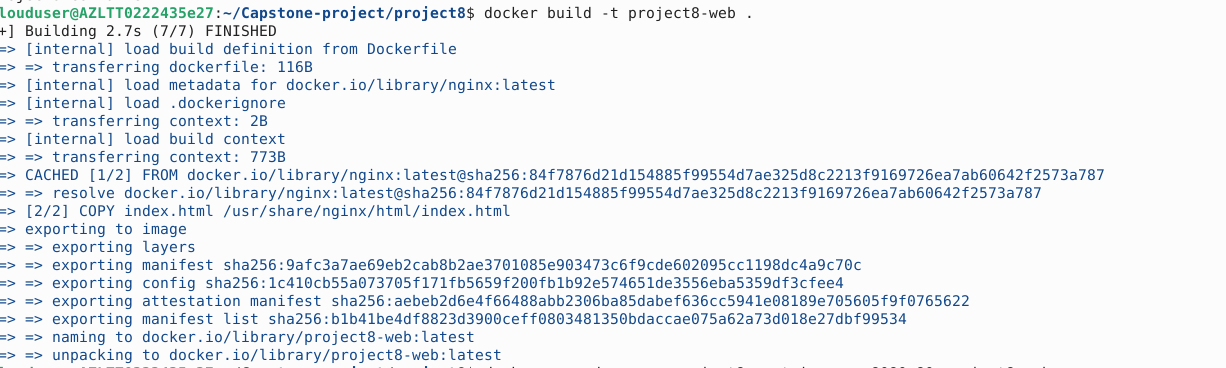 louduser@AZLTT0222435e27:~/Capstone-project/project8$ docker build -t project8-web .
+] Building 2.7s (7/7) FINISHED
=> [internal] load build definition from Dockerfile
=> => transferring dockerfile: 116B
=> [internal] load metadata for docker.io/library/nginx:latest
=> [internal] load .dockerignore
=> => transferring context: 2B
=> [internal] load build context
=> => transferring context: 773B
=> CACHED [1/2] FROM docker.io/library/nginx:latest@sha256:84f7876d21d154885f99554d7ae325d8c2213f9169726ea7ab60642f2573a787
=> => resolve docker.io/library/nginx:latest@sha256:84f7876d21d154885f99554d7ae325d8c2213f9169726ea7ab60642f2573a787
=> [2/2] COPY index.html /usr/share/nginx/html/index.html
=> exporting to image
=> => exporting layers
=> => exporting manifest sha256:9afc3a7ae69eb2cab8b2ae3701085e903473c6f9cde602095cc1198dc4a9c70c
=> => exporting config sha256:1c410cb55a073705f171fb5659f200fb1b92e574651de3556eba5359df3cfee4
=> => exporting attestation manifest sha256:aebeb2d6e4f66488abb2306ba85dabef636cc5941e08189e705605f9f0765622
=> => exporting manifest list sha256:b1b41be4df8823d3900ceff0803481350bdaccae075a62a73d018e27dbf99534
=> => naming to docker.io/library/project8-web:latest
=> => unpacking to docker.io/library/project8-web:latest